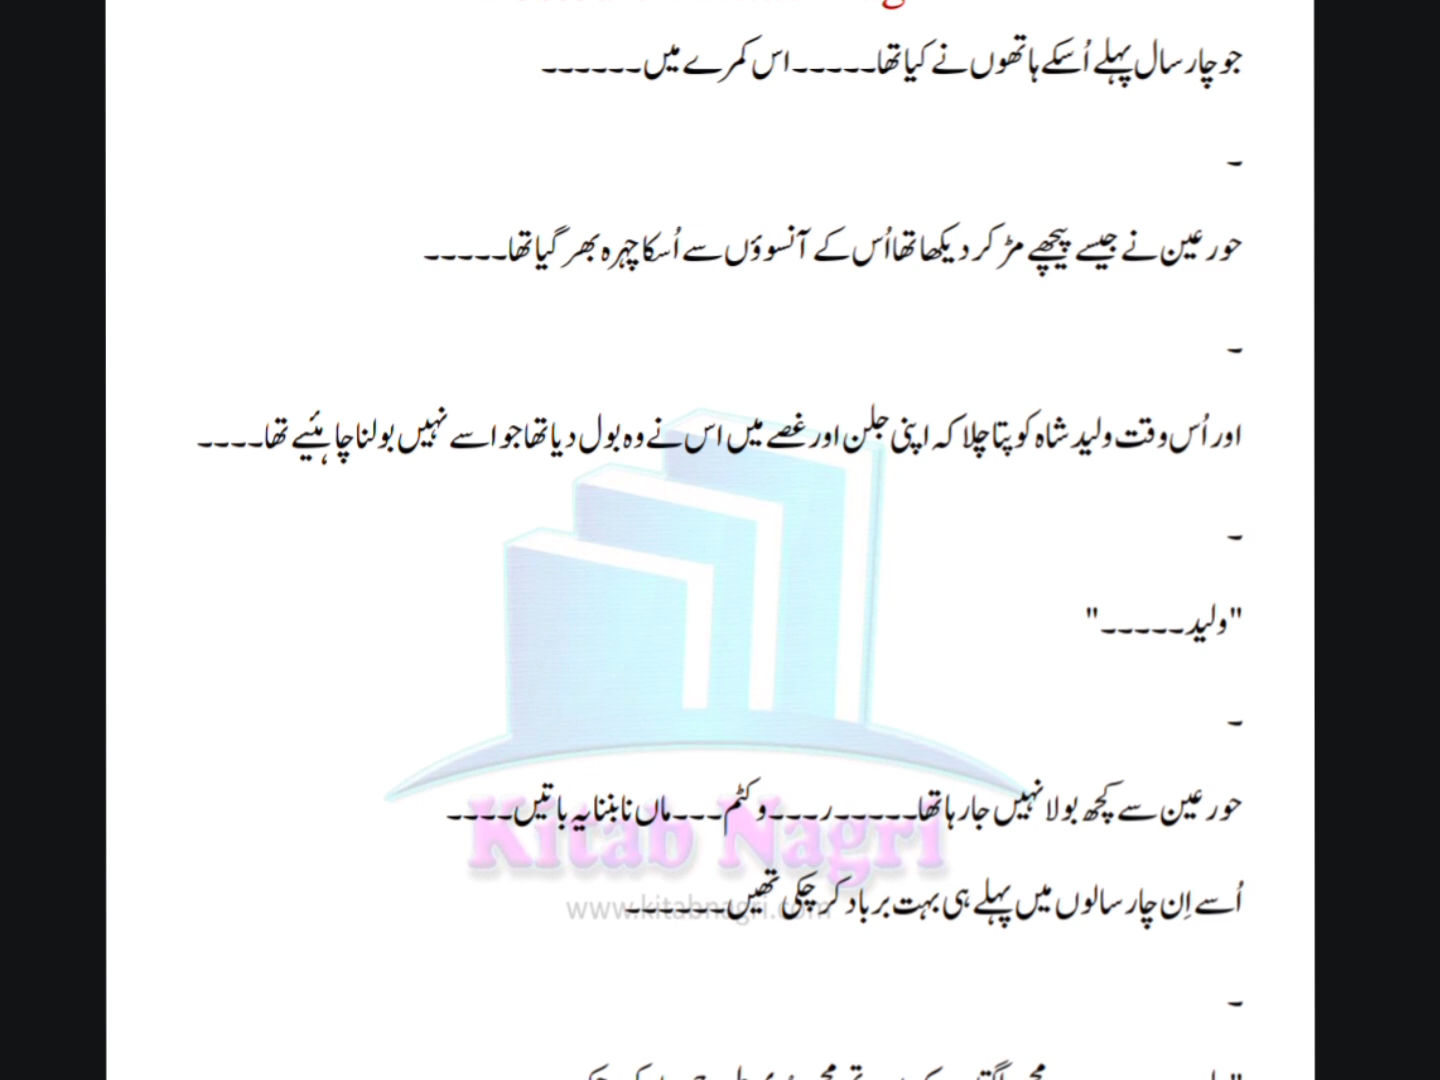 جو چار سال پہلے اُسکے ہاتھوں نے کیا تھا۔۔۔۔۔اس کمرے میں۔۔۔۔۔۔
۔
حور عین نے جیسے پیچھے مڑ کر دیکھا تھا اُس کے آنسوؤں سے اُسکا چہرہ بھر گیا تھا۔۔۔۔۔
۔
اور اُس وقت ولید شاہ کو پتا چلا کہ اپنی جلن اور غصے میں اس نے وہ بول دیا تھا جو اسے نہیں بولنا چاہئیے تھا۔۔۔۔
۔
"ولید۔۔۔۔۔"
۔
حور عین سے کچھ بولا نہیں جا رہا تھا۔۔۔۔۔ر۔۔۔وکٹم۔۔۔ماں نا بننا یہ باتیں۔۔۔۔
Kitab Nagri
اُسے اِن چار سالوں میں پہلے ہی بہت برباد کر چکی تھیں۔۔۔۔۔۔
www.kitabnagri.com
۔